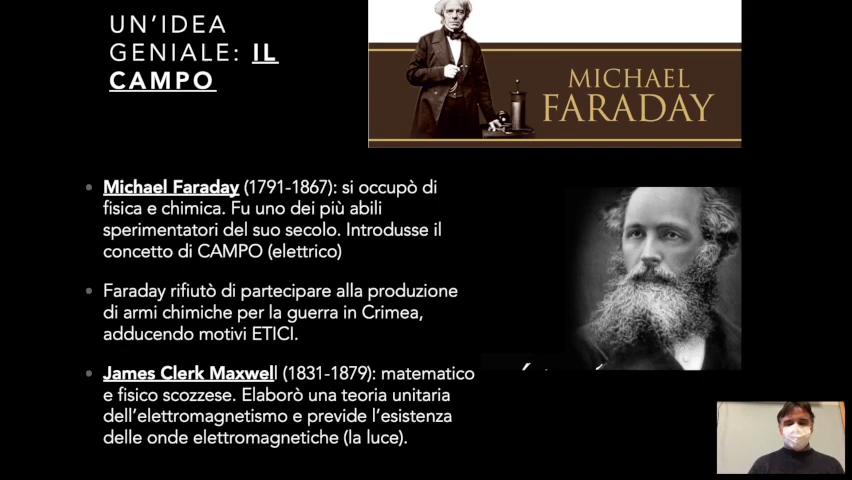 UN'IDEA
GENIALE: IL
CAMPO
MICHAEL
FARADAY
Michael Faraday (1791-1867): si occupò di
fisica e chimica. Fu uno dei più abili
sperimentatori del suo secolo. Introdusse il
concetto di CAMPO (elettrico)
Faraday rifiutò di partecipare alla produzione
di armi chimiche per la guerra in Crimea,
adducendo motivi ETICI.
James Clerk Maxwell (1831-1879): matematico
e fisico scozzese. Elaborò una teoria unitaria
dell'elettromagnetismo e previde l'esistenza
delle onde elettromagnetiche (la luce).